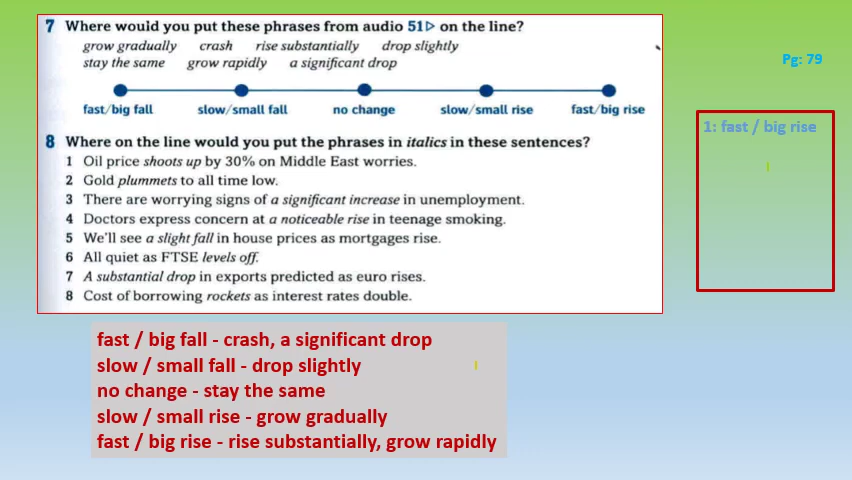 7 Where would you put these phrases from audio 51▷ on the line?
grow gradually crash rise substantially drop slightly
stay the same grow rapidly a significant drop
fast/big fall slow/small fall no change slow/small rise fast/big rise
8 Where on the line would you put the phrases in italics in these sentences?
1 Oil price shoots up by 30% on Middle East worries.
2 Gold plummets to all time low.
3 There are worrying signs of a significant increase in unemployment.
4 Doctors express concern at a noticeable rise in teenage smoking.
5 We'll see a slight fall in house prices as mortgages rise.
6 All quiet as FTSE levels off.
7 A substantial drop in exports predicted as euro rises.
8 Cost of borrowing rockets as interest rates double.
Pg: 79
1: fast / big rise
fast / big fall - crash, a significant drop
slow / small fall - drop slightly
no change - stay the same
slow / small rise - grow gradually
fast / big rise - rise substantially, grow rapidly